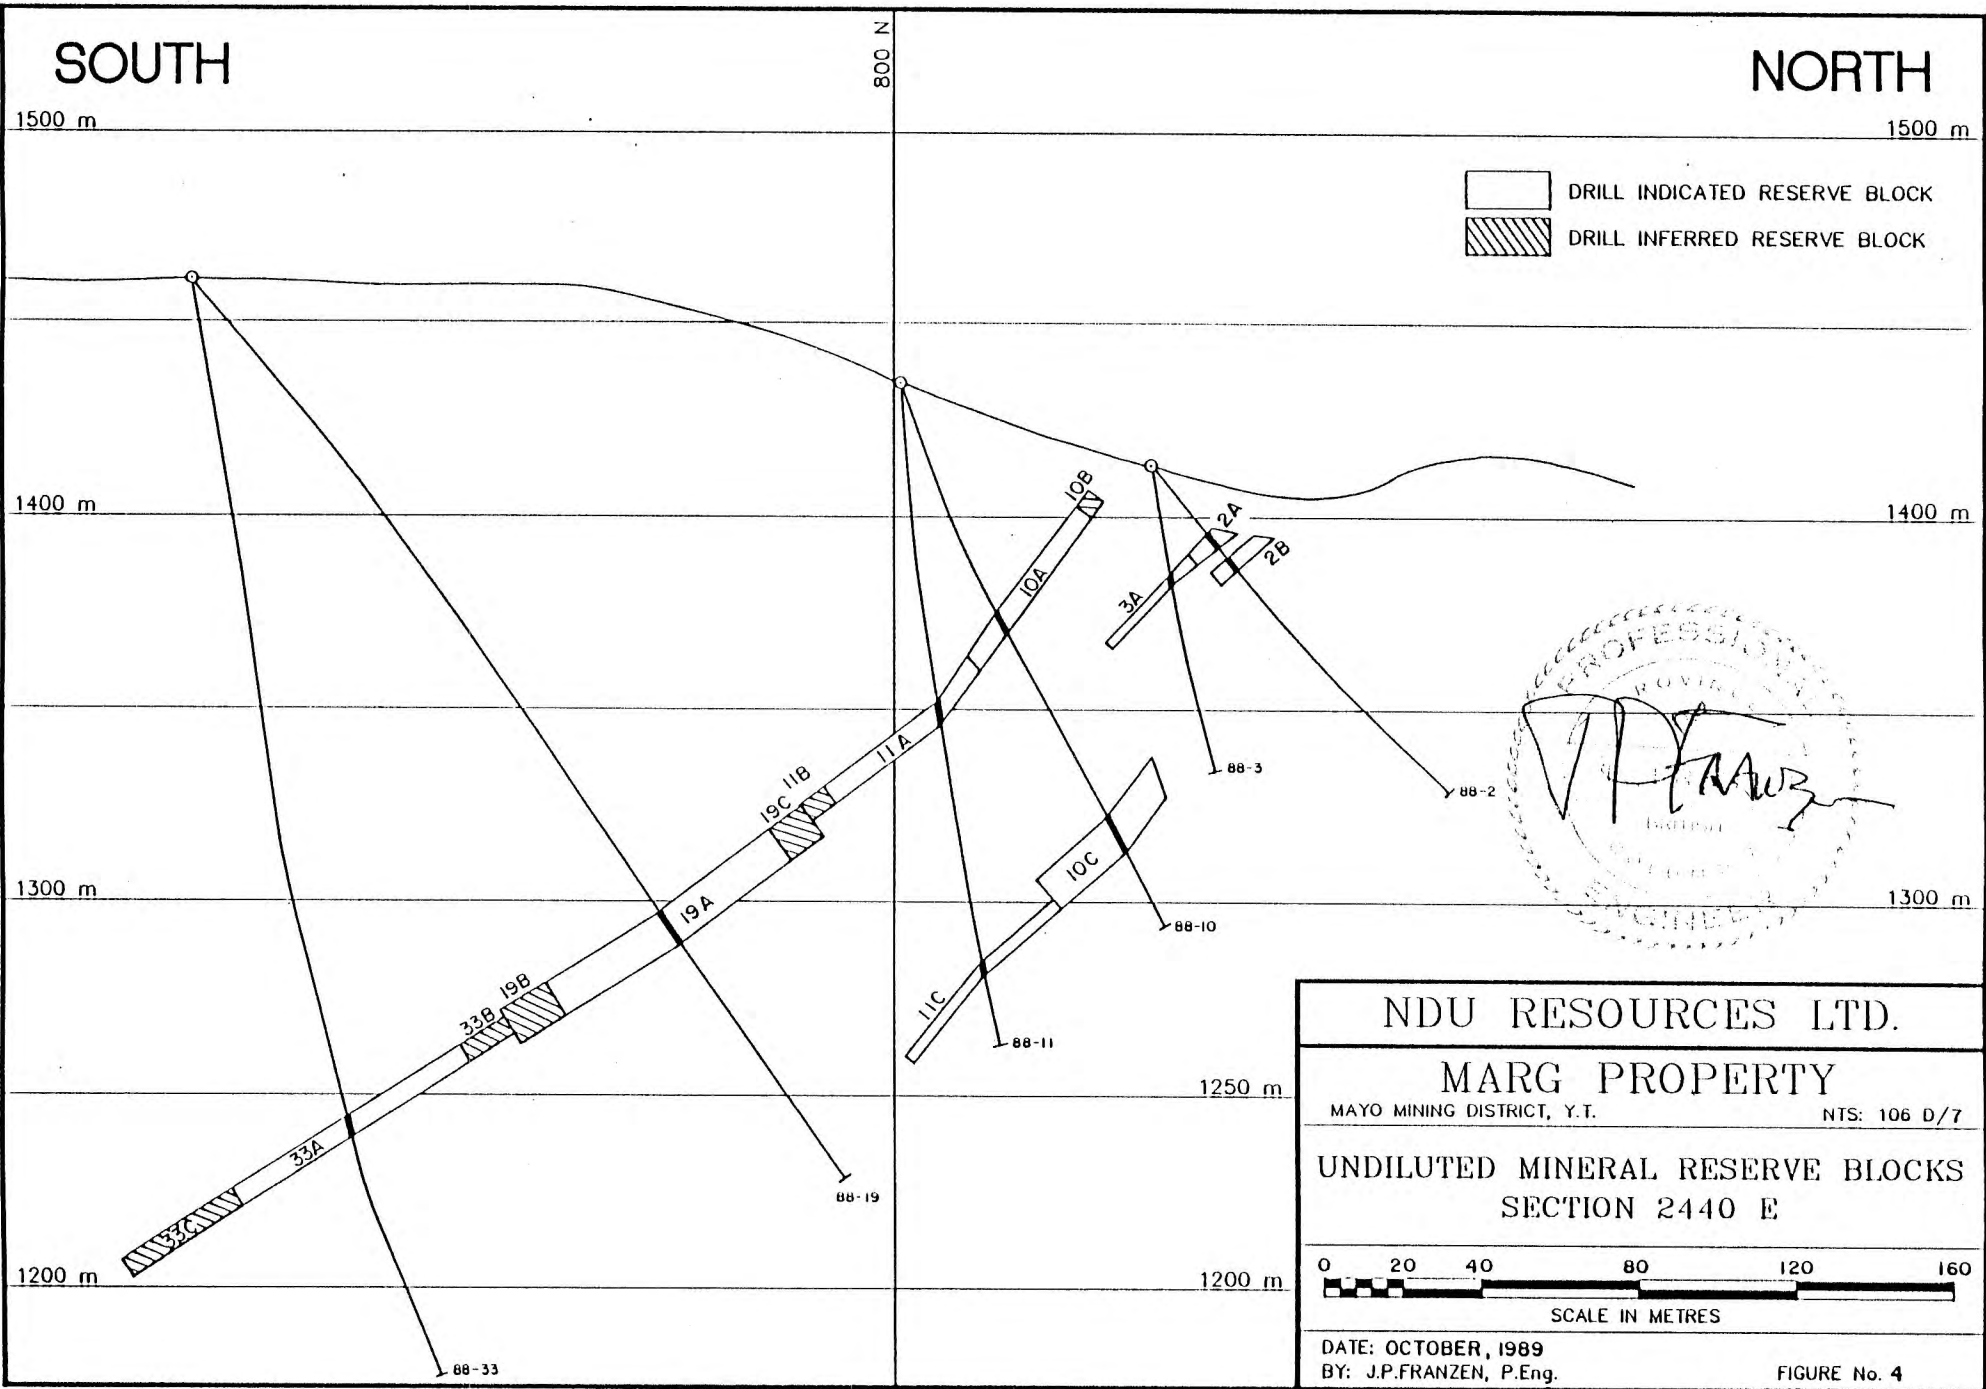 SOUTH
800 N
NORTH
1500 m
1500 m
DRILL INDICATED RESERVE BLOCK
DRILL INFERRED RESERVE BLOCK
1400 m
1400 m
10B
10A
2A
2B
3A
11A
11B
19C
88-3
88-2
10C
19A
1300 m
1300 m
88-10
19B
33B
11C
88-11
1250 m
33A
88-19
33C
1200 m
1200 m
88-33
PROFESSIONAL
PROVINCE
BRITISH
ENGINEER
NDU RESOURCES LTD.
MARG PROPERTY
MAYO MINING DISTRICT, Y.T.
NTS: 106 D/7
UNDILUTED MINERAL RESERVE BLOCKS
SECTION 2440 E
0 20 40 80 120 160
SCALE IN METRES
DATE: OCTOBER, 1989
BY: J.P.FRANZEN, P.Eng.
FIGURE No. 4